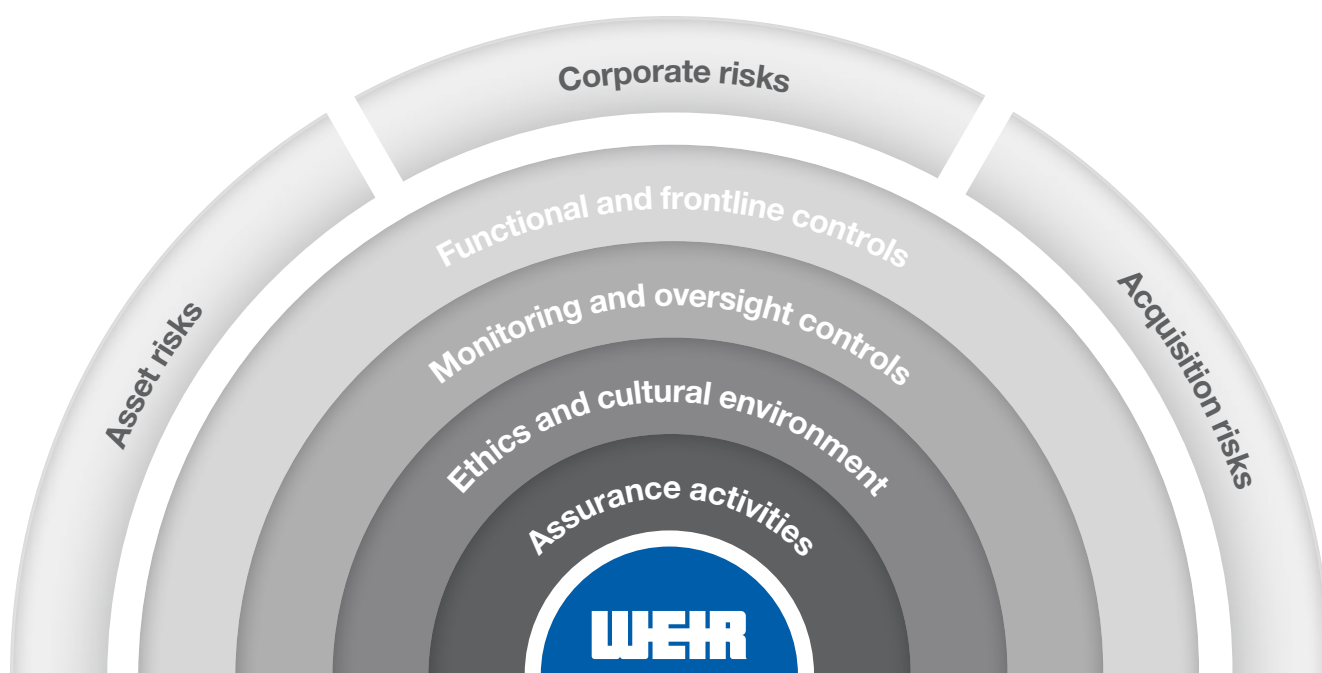 Corporate risks
Asset risks
Acquisition risks
Functional and frontline controls
Monitoring and oversight controls
Ethics and cultural environment
Assurance activities
WEIR